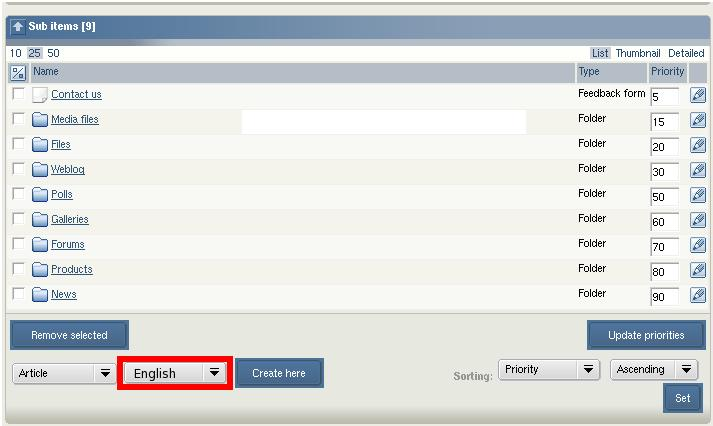 Sub items [9]
10 25 50 List Thumbnail Detailed
Name Type Priority
Contact us Feedback form 5
Media files Folder 15
Files Folder 20
Weblog Folder 30
Polls Folder 50
Galleries Folder 60
Forums Folder 70
Products Folder 80
News Folder 90
Remove selected Update priorities
Article English Create here Sorting: Priority Ascending
Set